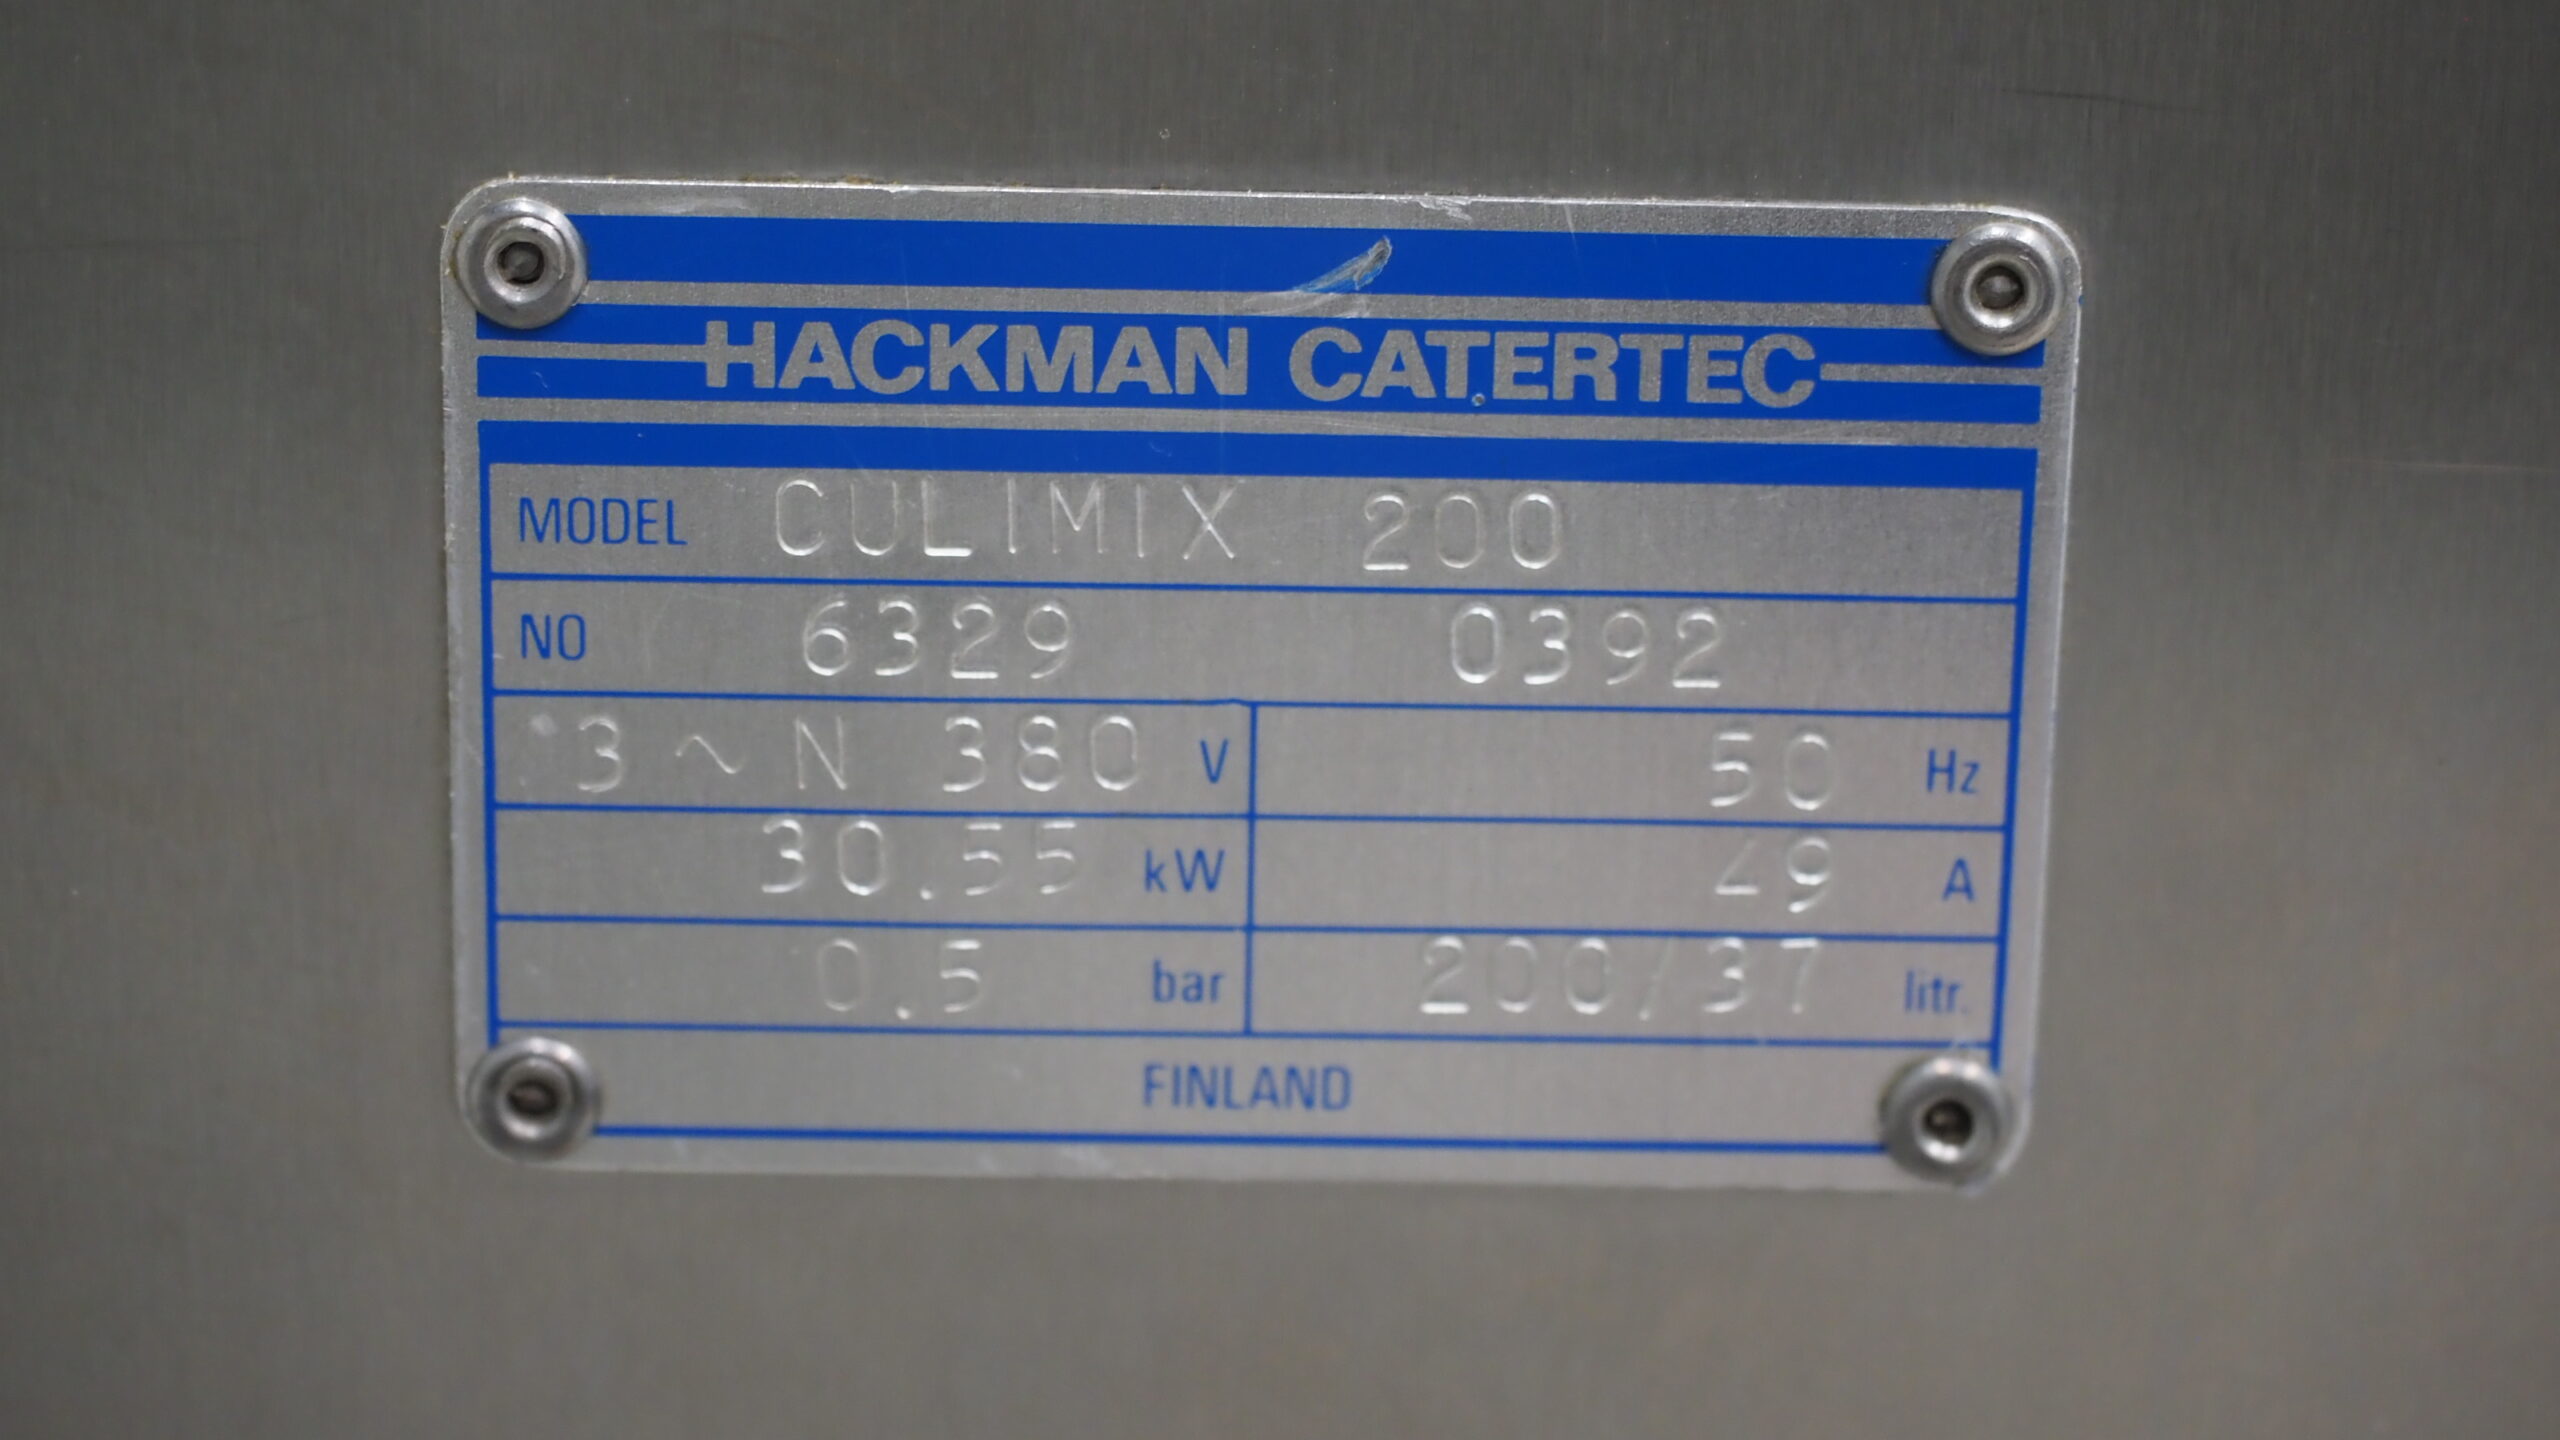 HACKMAN CATERTEC
MODEL CULIMIX 200
NO 6329 0392
3 ~ N 380 V 50 Hz
30.55 kW 49 A
0.5 bar 200/37 litr.
FINLAND